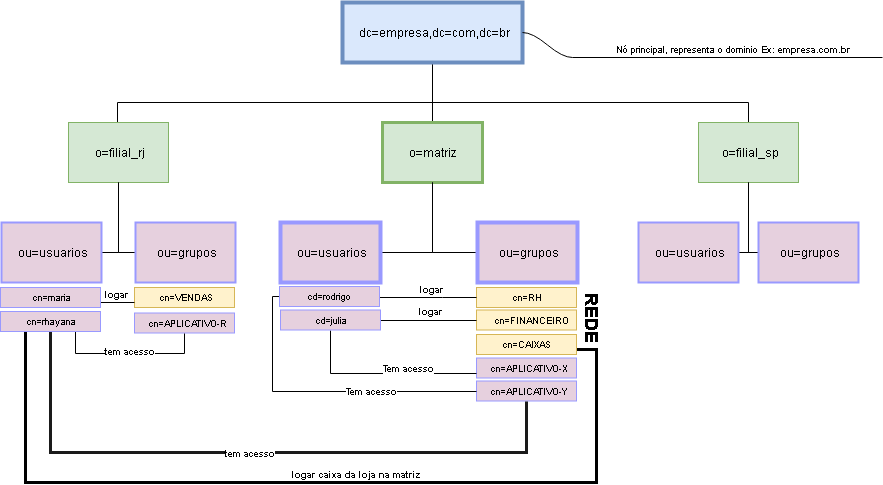 dc=empresa,dc=com,dc=br
Nó principal, representa o dominio Ex: empresa.com.br
o=filial_rj
o=matriz
o=filial_sp
ou=usuarios
ou=grupos
ou=usuarios
ou=grupos
ou=usuarios
ou=grupos
cn=maria
logar
cn=VENDAS
cn=rhayana
cn=APLICATIVO-R
tem acesso
cd=rodrigo
logar
cn=RH
cd=julia
logar
cn=FINANCEIRO
cn=CAIXAS
REDE
Tem acesso
cn=APLICATIVO-X
Tem acesso
cn=APLICATIVO-Y
tem acesso
logar caixa da loja na matriz